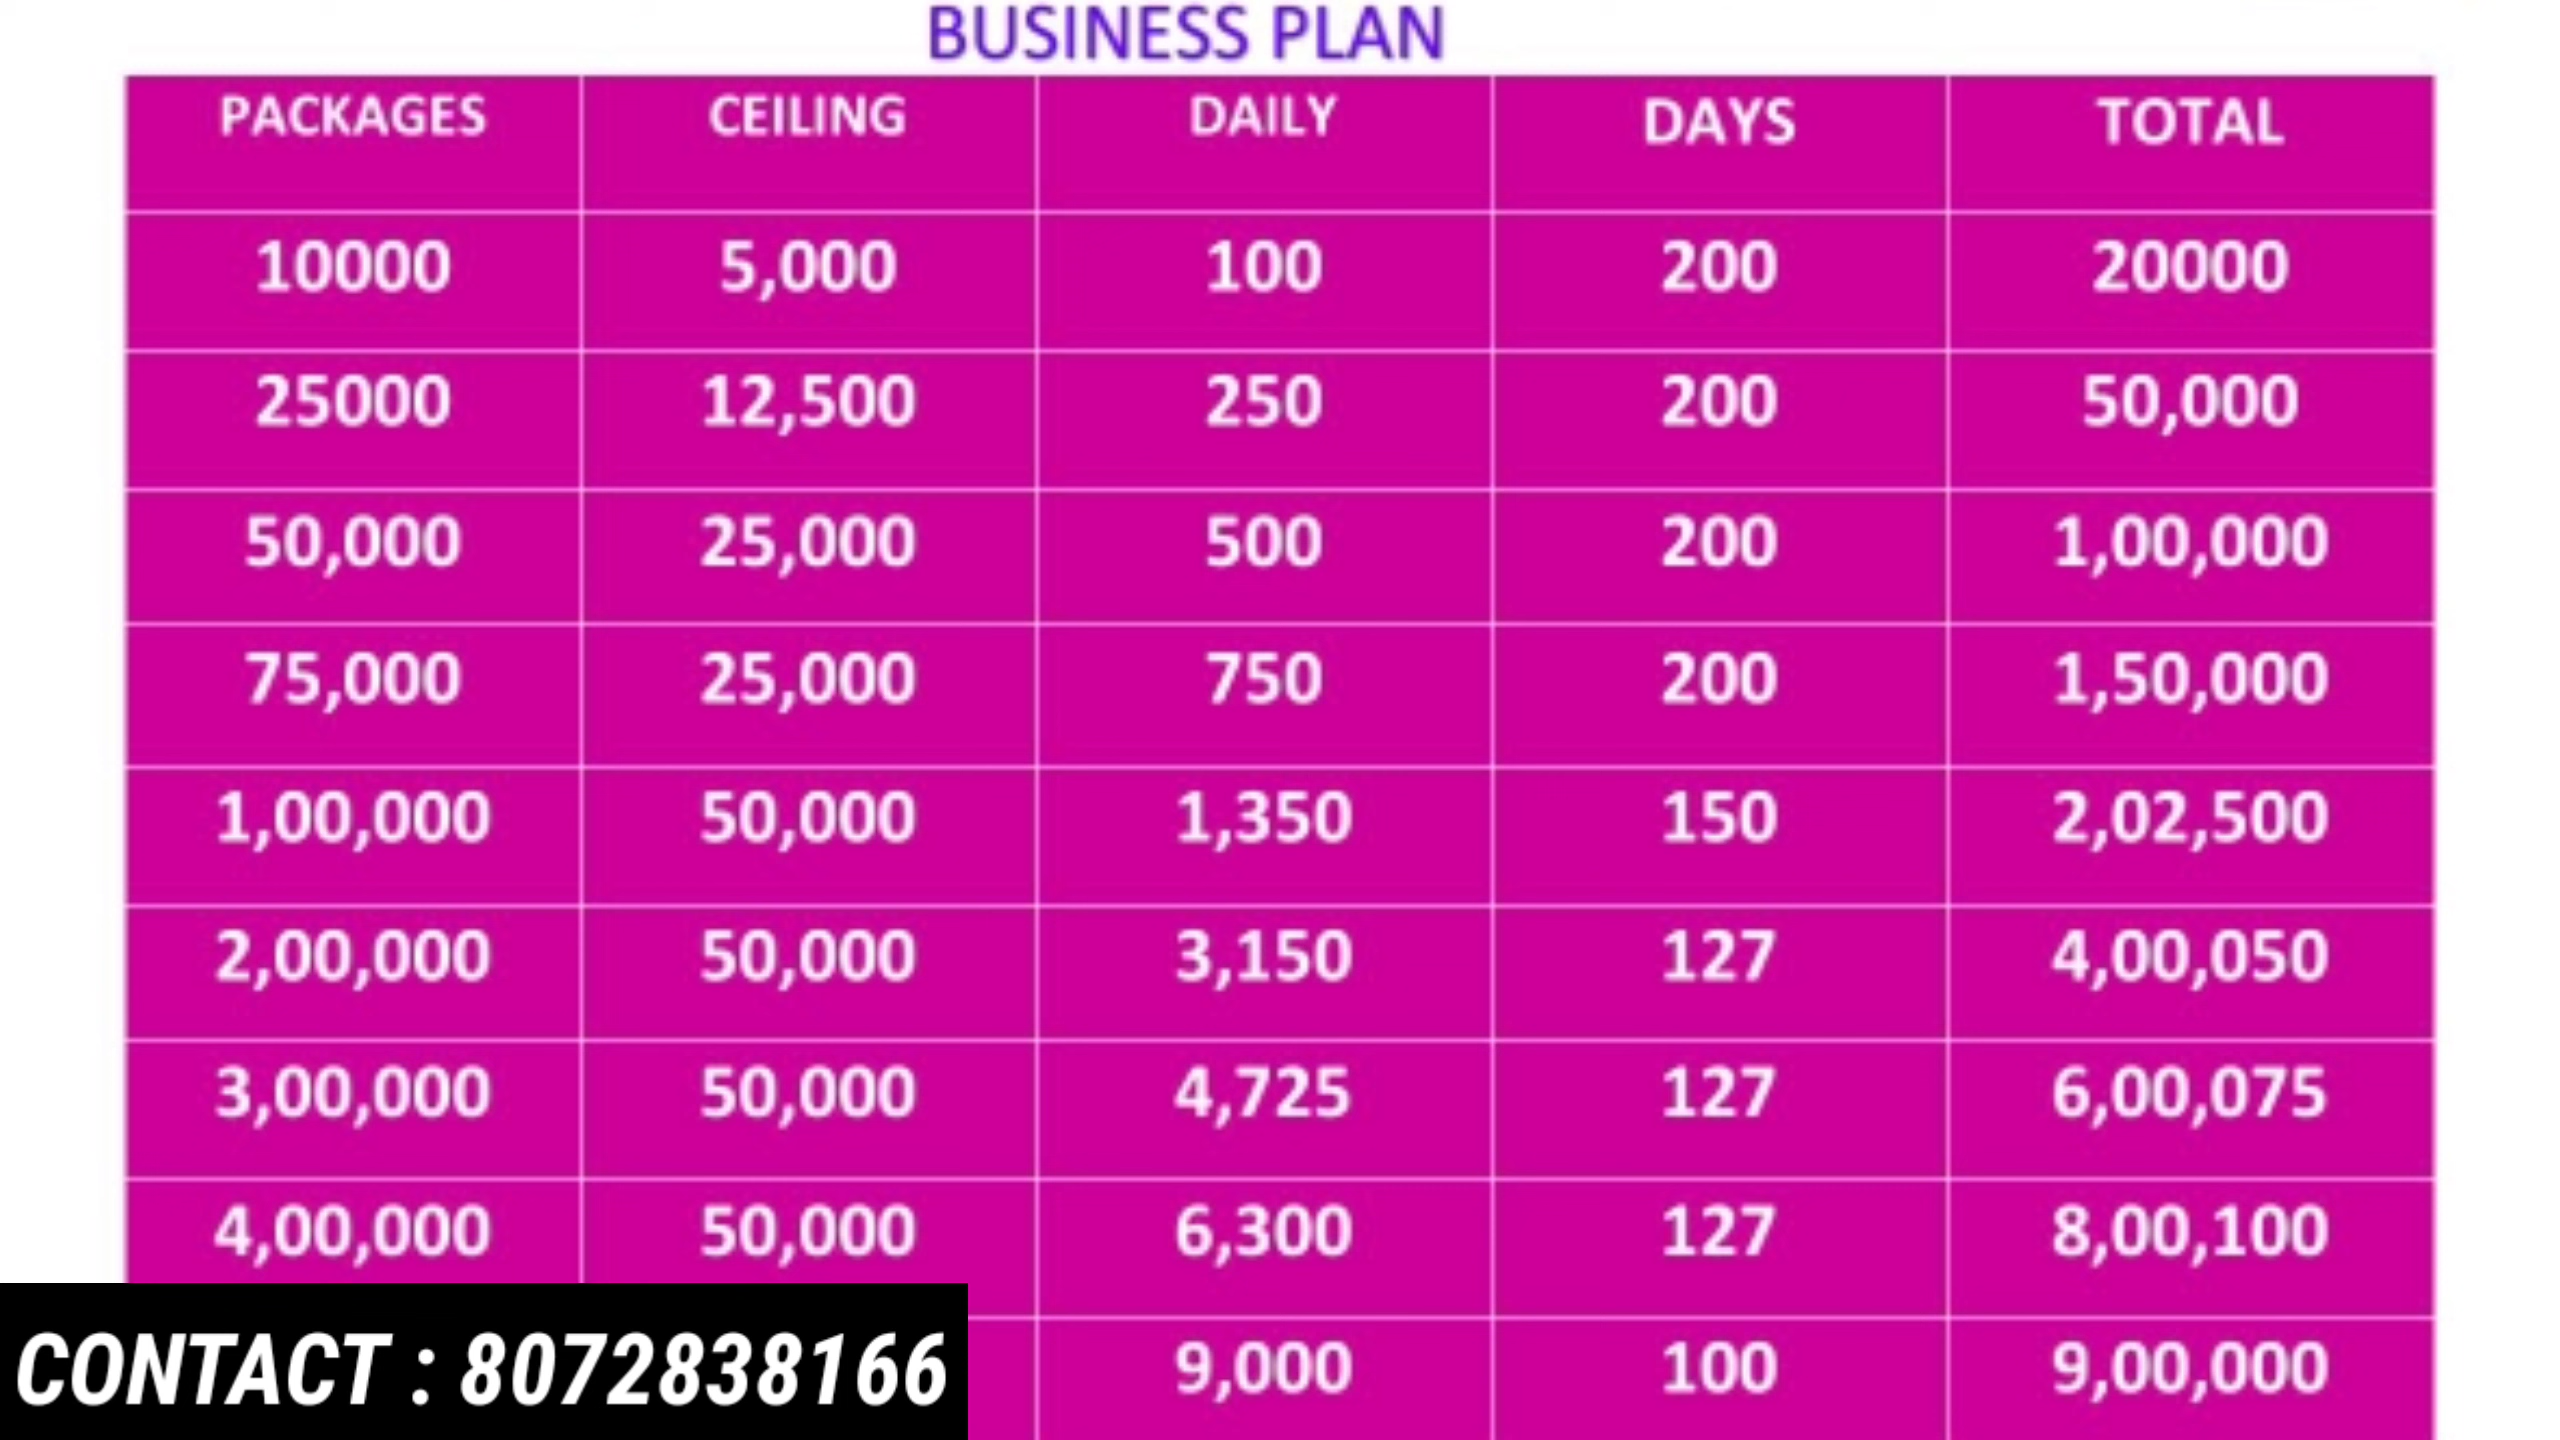 BUSINESS PLAN
PACKAGES CEILING DAILY DAYS TOTAL
10000 5,000 100 200 20000
25000 12,500 250 200 50,000
50,000 25,000 500 200 1,00,000
75,000 25,000 750 200 1,50,000
1,00,000 50,000 1,350 150 2,02,500
2,00,000 50,000 3,150 127 4,00,050
3,00,000 50,000 4,725 127 6,00,075
4,00,000 50,000 6,300 127 8,00,100
9,000 100 9,00,000
CONTACT : 8072838166